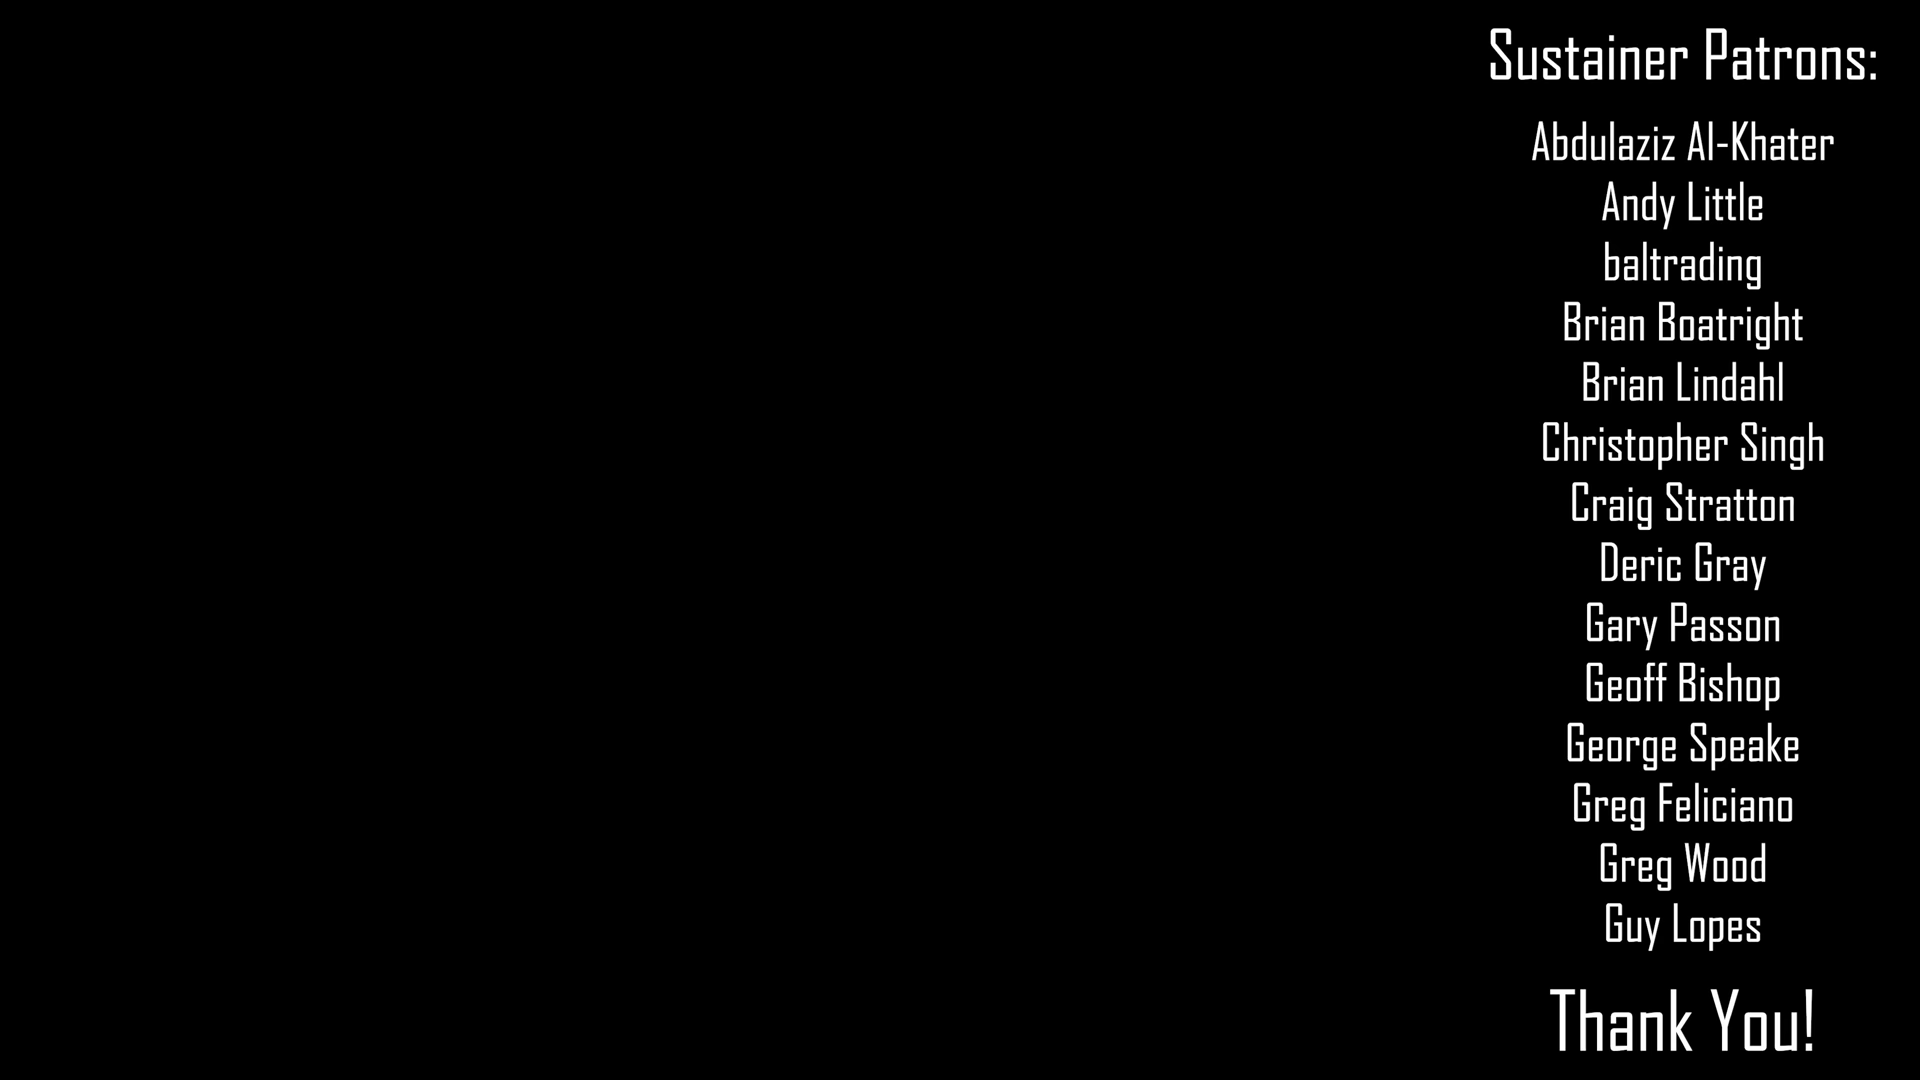 Sustainer Patrons:
Abdulaziz Al-Khater
Andy Little
baltrading
Brian Boatright
Brian Lindahl
Christopher Singh
Craig Stratton
Deric Gray
Gary Passon
Geoff Bishop
George Speake
Greg Feliciano
Greg Wood
Guy Lopes
Thank You!